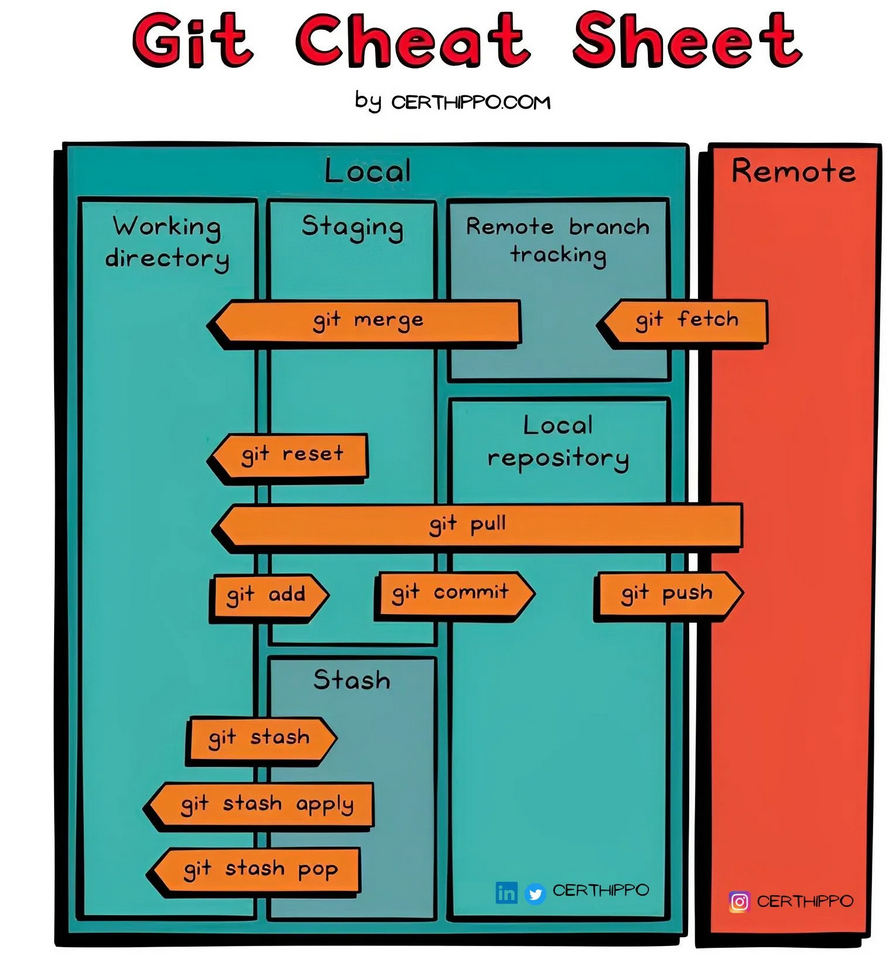 Git Cheat Sheet
by CERTHIPPO.COM
Local
Remote
Working
directory
Staging
Remote branch
tracking
git merge
git fetch
Local
repository
git reset
git pull
git add
git commit
git push
Stash
git stash
git stash apply
git stash pop
in CERTHIPPO
CERTHIPPO